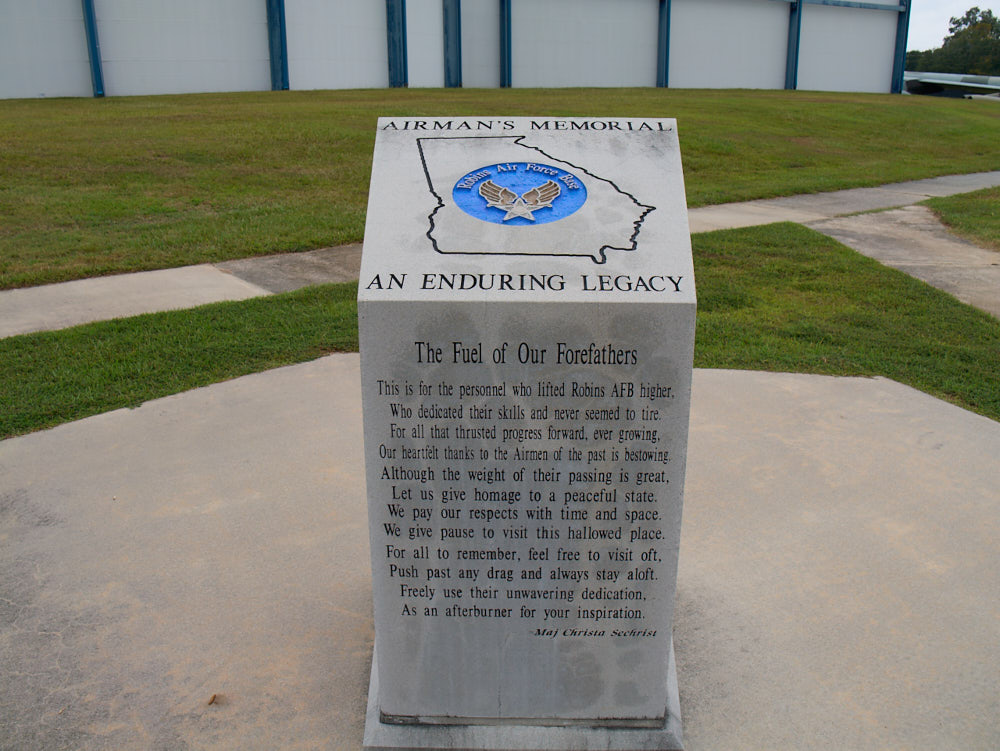 AIRMAN'S MEMORIAL
Robins Air Force Base
AN ENDURING LEGACY
The Fuel of Our Forefathers
This is for the personnel who lifted Robins AFB higher,
Who dedicated their skills and never seemed to tire.
For all that thrusted progress forward, ever growing,
Our heartfelt thanks to the Airmen of the past is bestowing.
Although the weight of their passing is great,
Let us give homage to a peaceful state.
We pay our respects with time and space.
We give pause to visit this hallowed place.
For all to remember, feel free to visit oft,
Push past any drag and always stay aloft.
Freely use their unwavering dedication,
As an afterburner for your inspiration.
-Maj Christa Sechrist